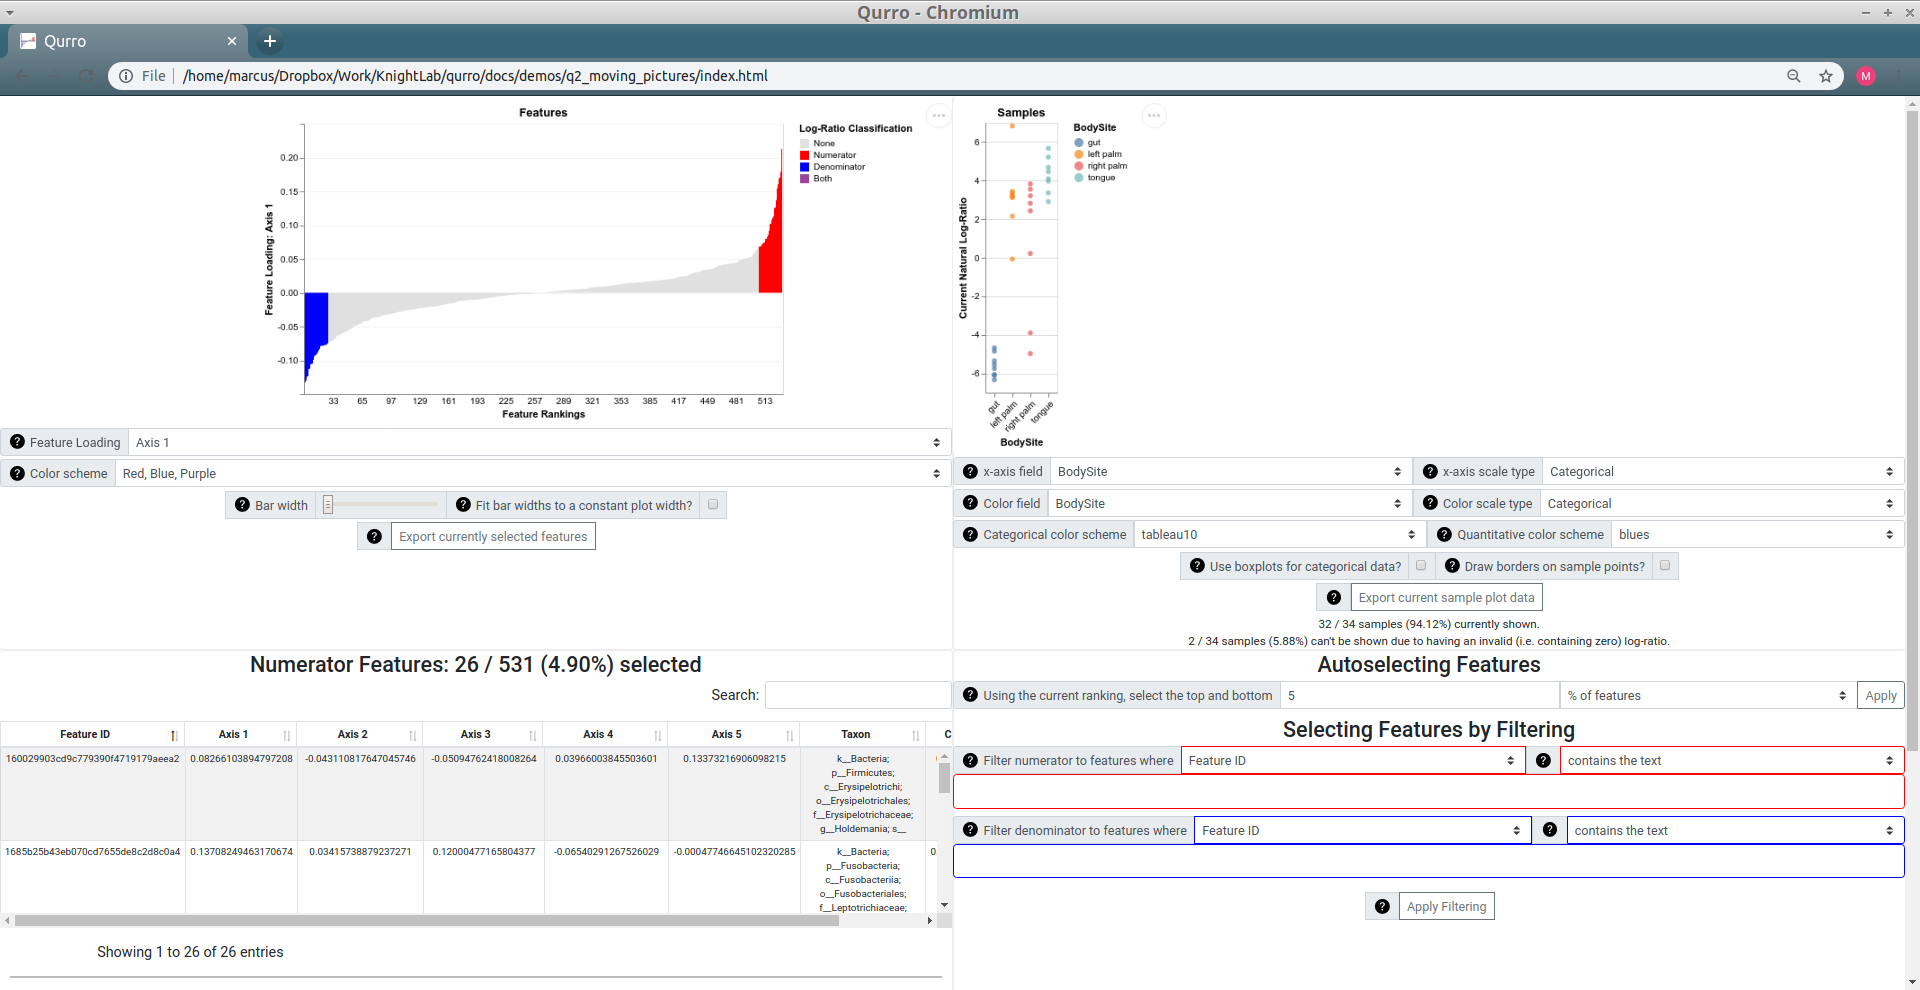 Qurro - Chromium
Qurro
File /home/marcus/Dropbox/Work/KnightLab/qurro/docs/demos/q2_moving_pictures/index.html
M
Features
0.20
0.15
0.10
0.05
0.00
-0.05
-0.10
Feature Loading: Axis 1
33 65 97 129 161 193 225 257 289 321 353 385 417 449 481 513
Feature Rankings
Log-Ratio Classification
None
Numerator
Denominator
Both
Samples
6
4
2
0
-2
-4
-6
Current Natural Log-Ratio
gut left palm right palm tongue
BodySite
BodySite
gut
left palm
right palm
tongue
? Feature Loading Axis 1
? Color scheme Red, Blue, Purple
? Bar width ? Fit bar widths to a constant plot width?
? Export currently selected features
? x-axis field BodySite ? x-axis scale type Categorical
? Color field BodySite ? Color scale type Categorical
? Categorical color scheme tableau10 ? Quantitative color scheme blues
? Use boxplots for categorical data? ? Draw borders on sample points?
? Export current sample plot data
32 / 34 samples (94.12%) currently shown.
2 / 34 samples (5.88%) can't be shown due to having an invalid (i.e. containing zero) log-ratio.
Numerator Features: 26 / 531 (4.90%) selected
Search:
Feature ID Axis 1 Axis 2 Axis 3 Axis 4 Axis 5 Taxon C
160029903cd9c779390f4719179aeea2 0.08266103894797208 -0.043110817647045746 -0.05094762418008264 0.03966003845503601 0.13373216906098215 k__Bacteria;
p__Firmicutes;
c__Erysipelotrichi;
o__Erysipelotrichales;
f__Erysipelotrichaceae;
g__Holdemania; s__
1685b25b43eb070cd7655de8c2d8c0a4 0.13708249463170674 0.03415738879237271 0.12000477165804377 -0.06540291267526029 -0.00047746645102320285 k__Bacteria; 0.
p__Fusobacteria;
c__Fusobacteriia;
o__Fusobacteriales;
f__Leptotrichiaceae;
Showing 1 to 26 of 26 entries
Autoselecting Features
? Using the current ranking, select the top and bottom 5 % of features Apply
Selecting Features by Filtering
? Filter numerator to features where Feature ID ? contains the text
? Filter denominator to features where Feature ID ? contains the text
? Apply Filtering